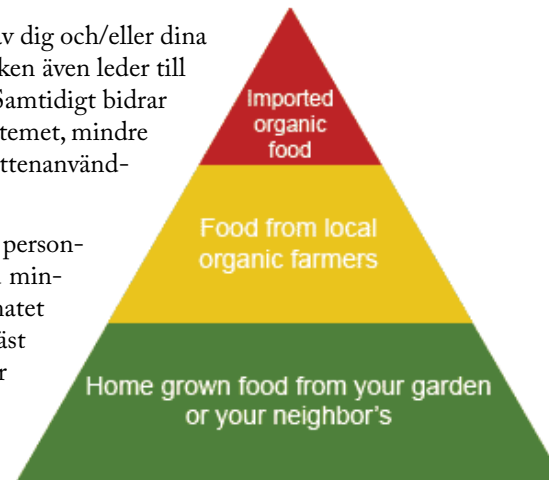 av dig och/eller dina
ken även leder till
Samtidigt bidrar
temet, mindre
ttenanvänd-
person-
min-
natet
äst
r
Imported
organic
food
Food from local
organic farmers
Home grown food from your garden
or your neighbor's